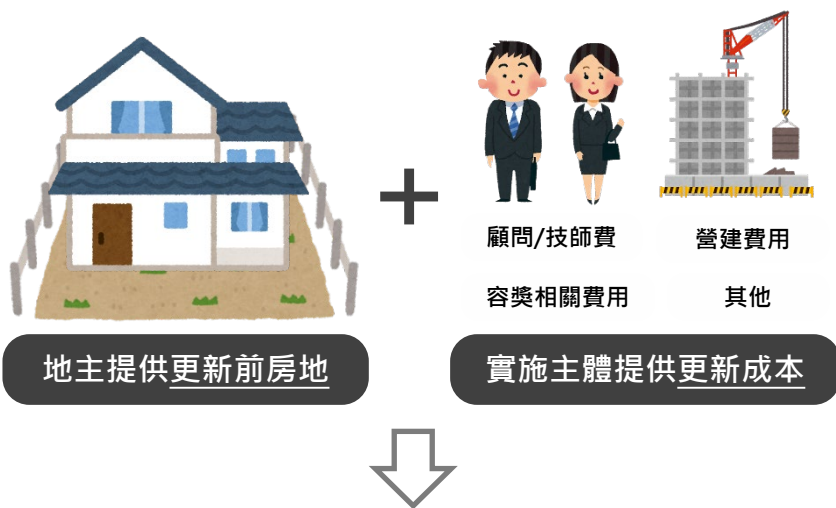 顧問/技師費
營建費用
容獎相關費用
其他
地主提供更新前房地
實施主體提供更新成本